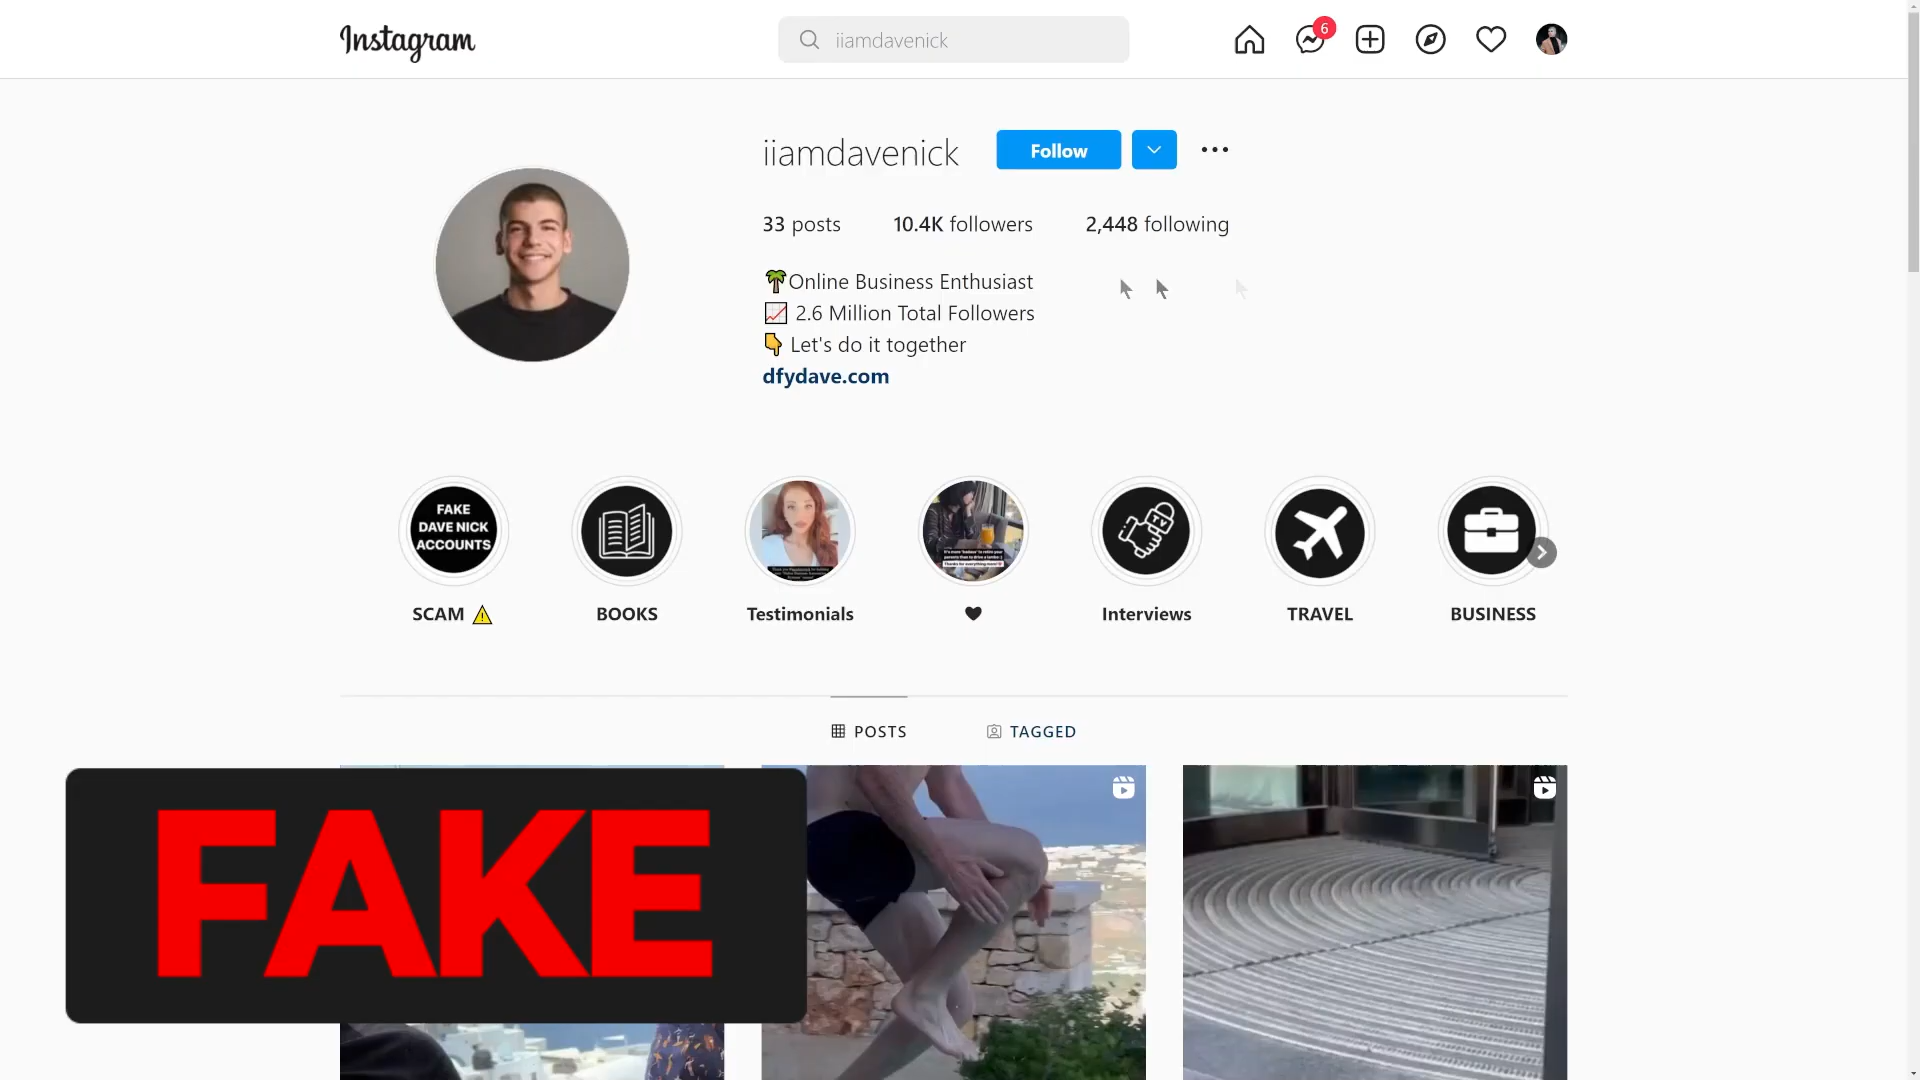 Instagram
iiamdavenick
6
iiamdavenick
Follow
33 posts 10.4K followers 2,448 following
Online Business Enthusiast
2.6 Million Total Followers
Let's do it together
dfydave.com
FAKE
DAVE NICK
ACCOUNTS
TV
SCAM
BOOKS
Testimonials
Interviews
TRAVEL
BUSINESS
POSTS
TAGGED
FAKE